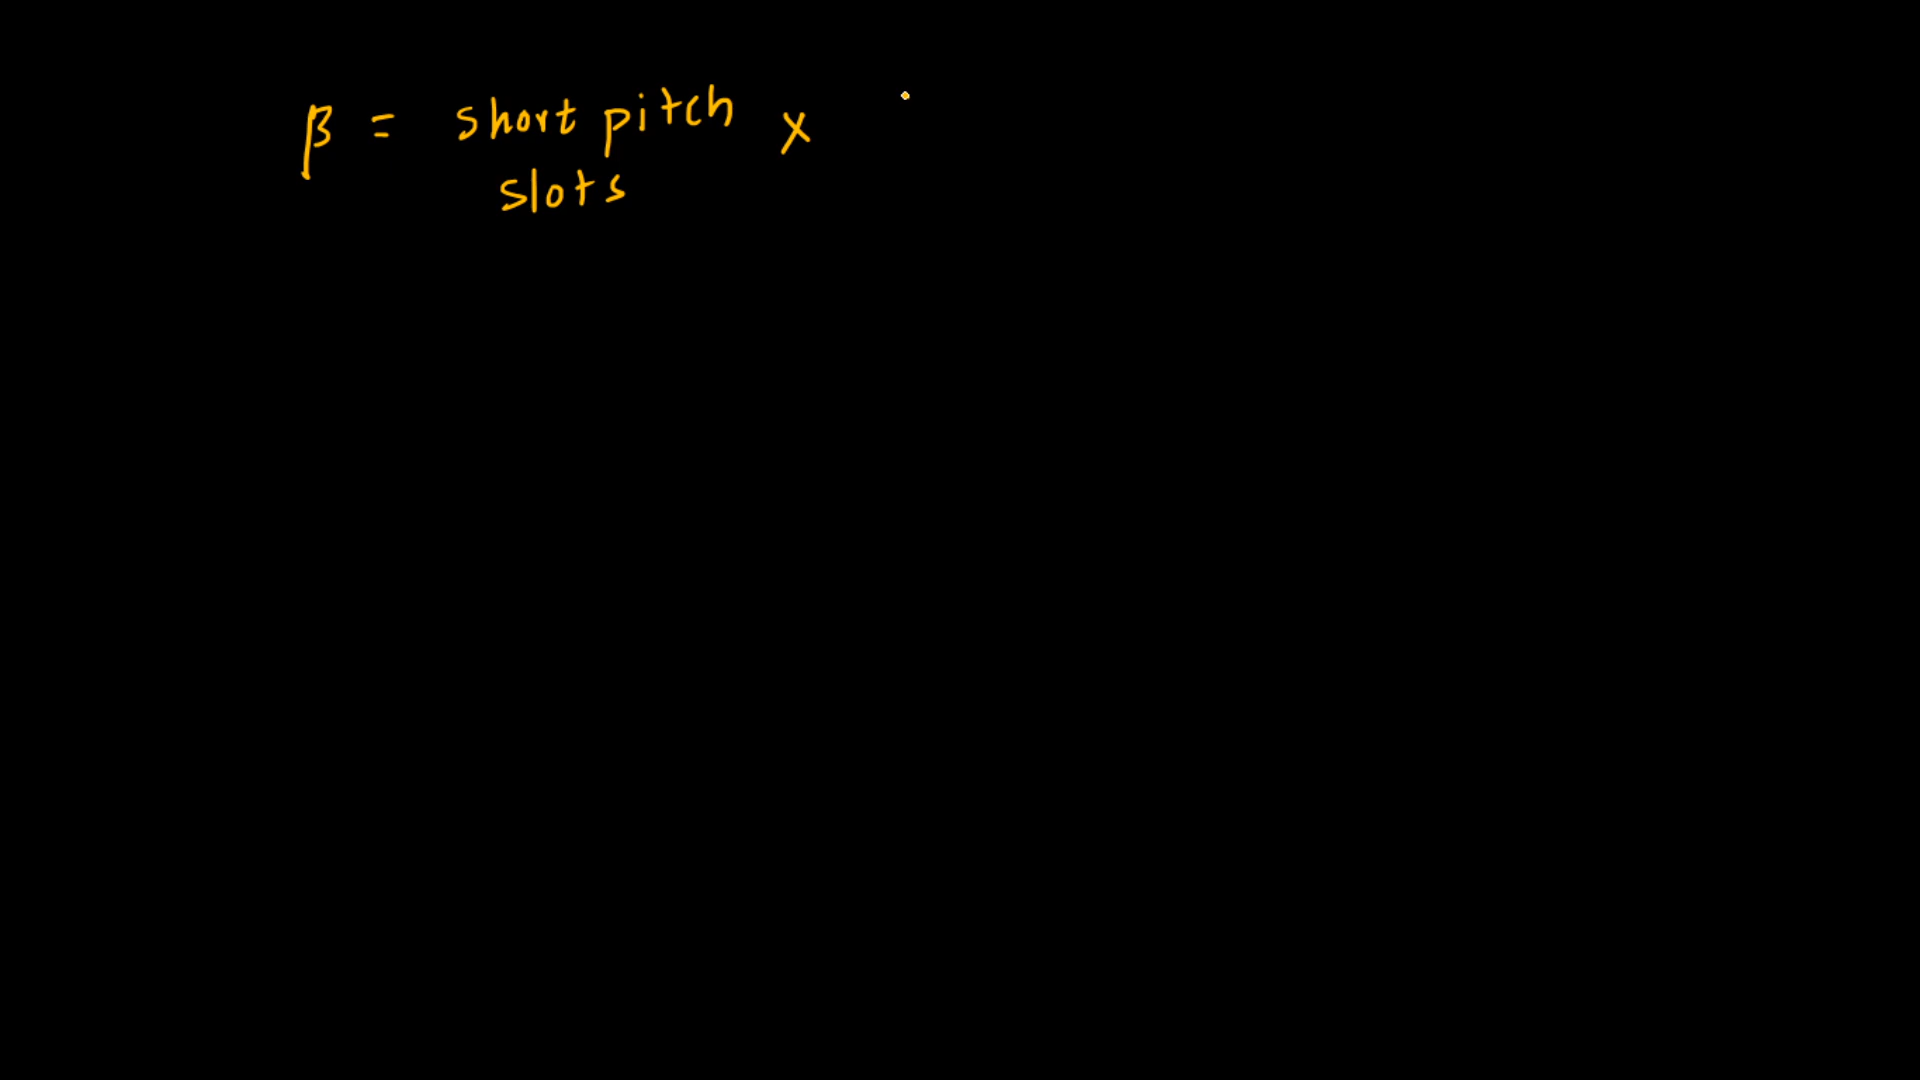 β = short pitch x
slots